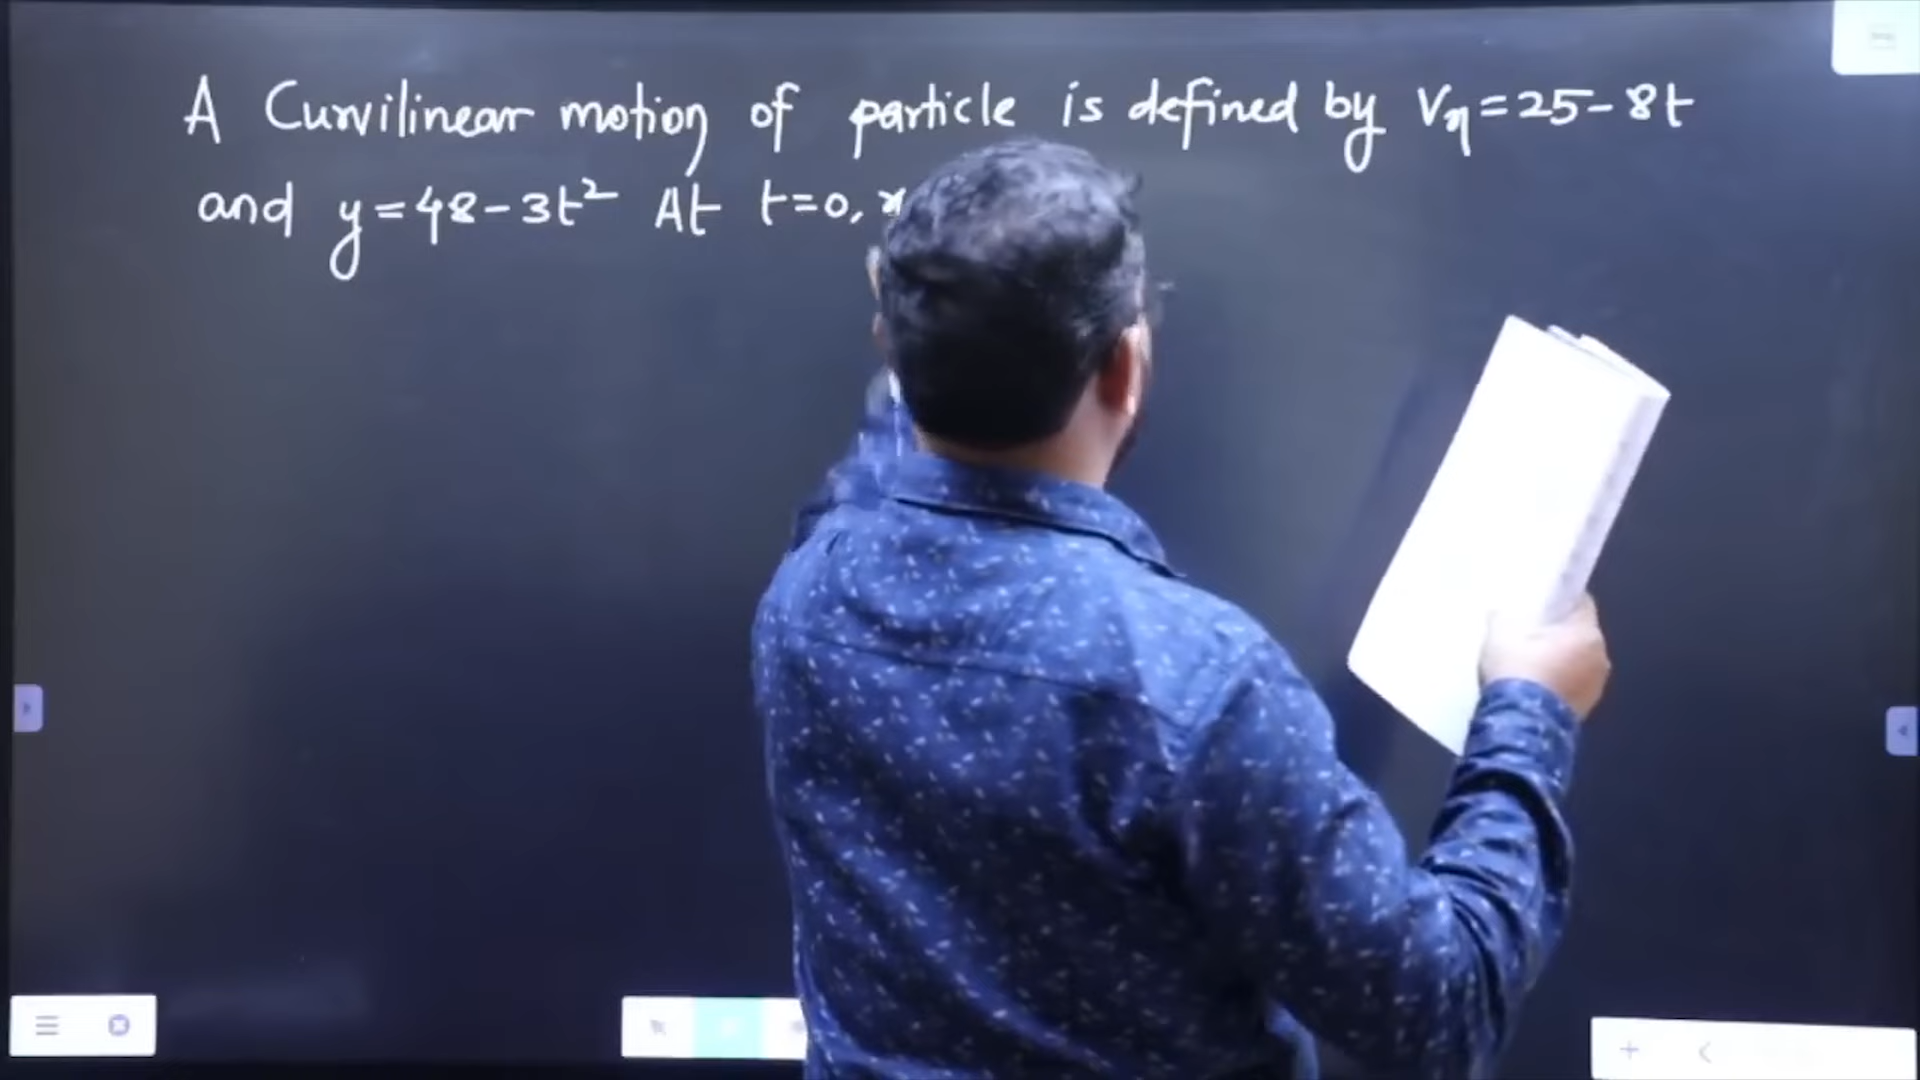 A Curvilinear motion of particle is defined by Vx=25-8t
and y=48-3t² At t=0, x